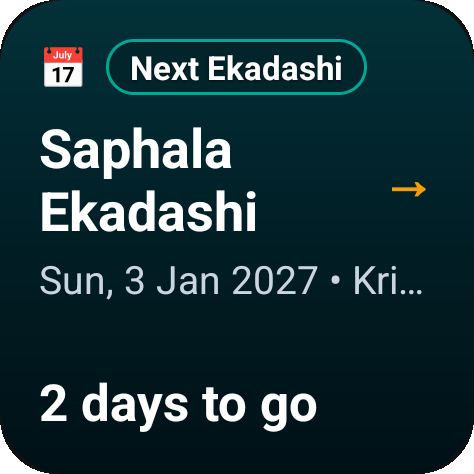 July
17
Next Ekadashi
Saphala
Ekadashi
→
Sun, 3 Jan 2027 • Kri...
2 days to go